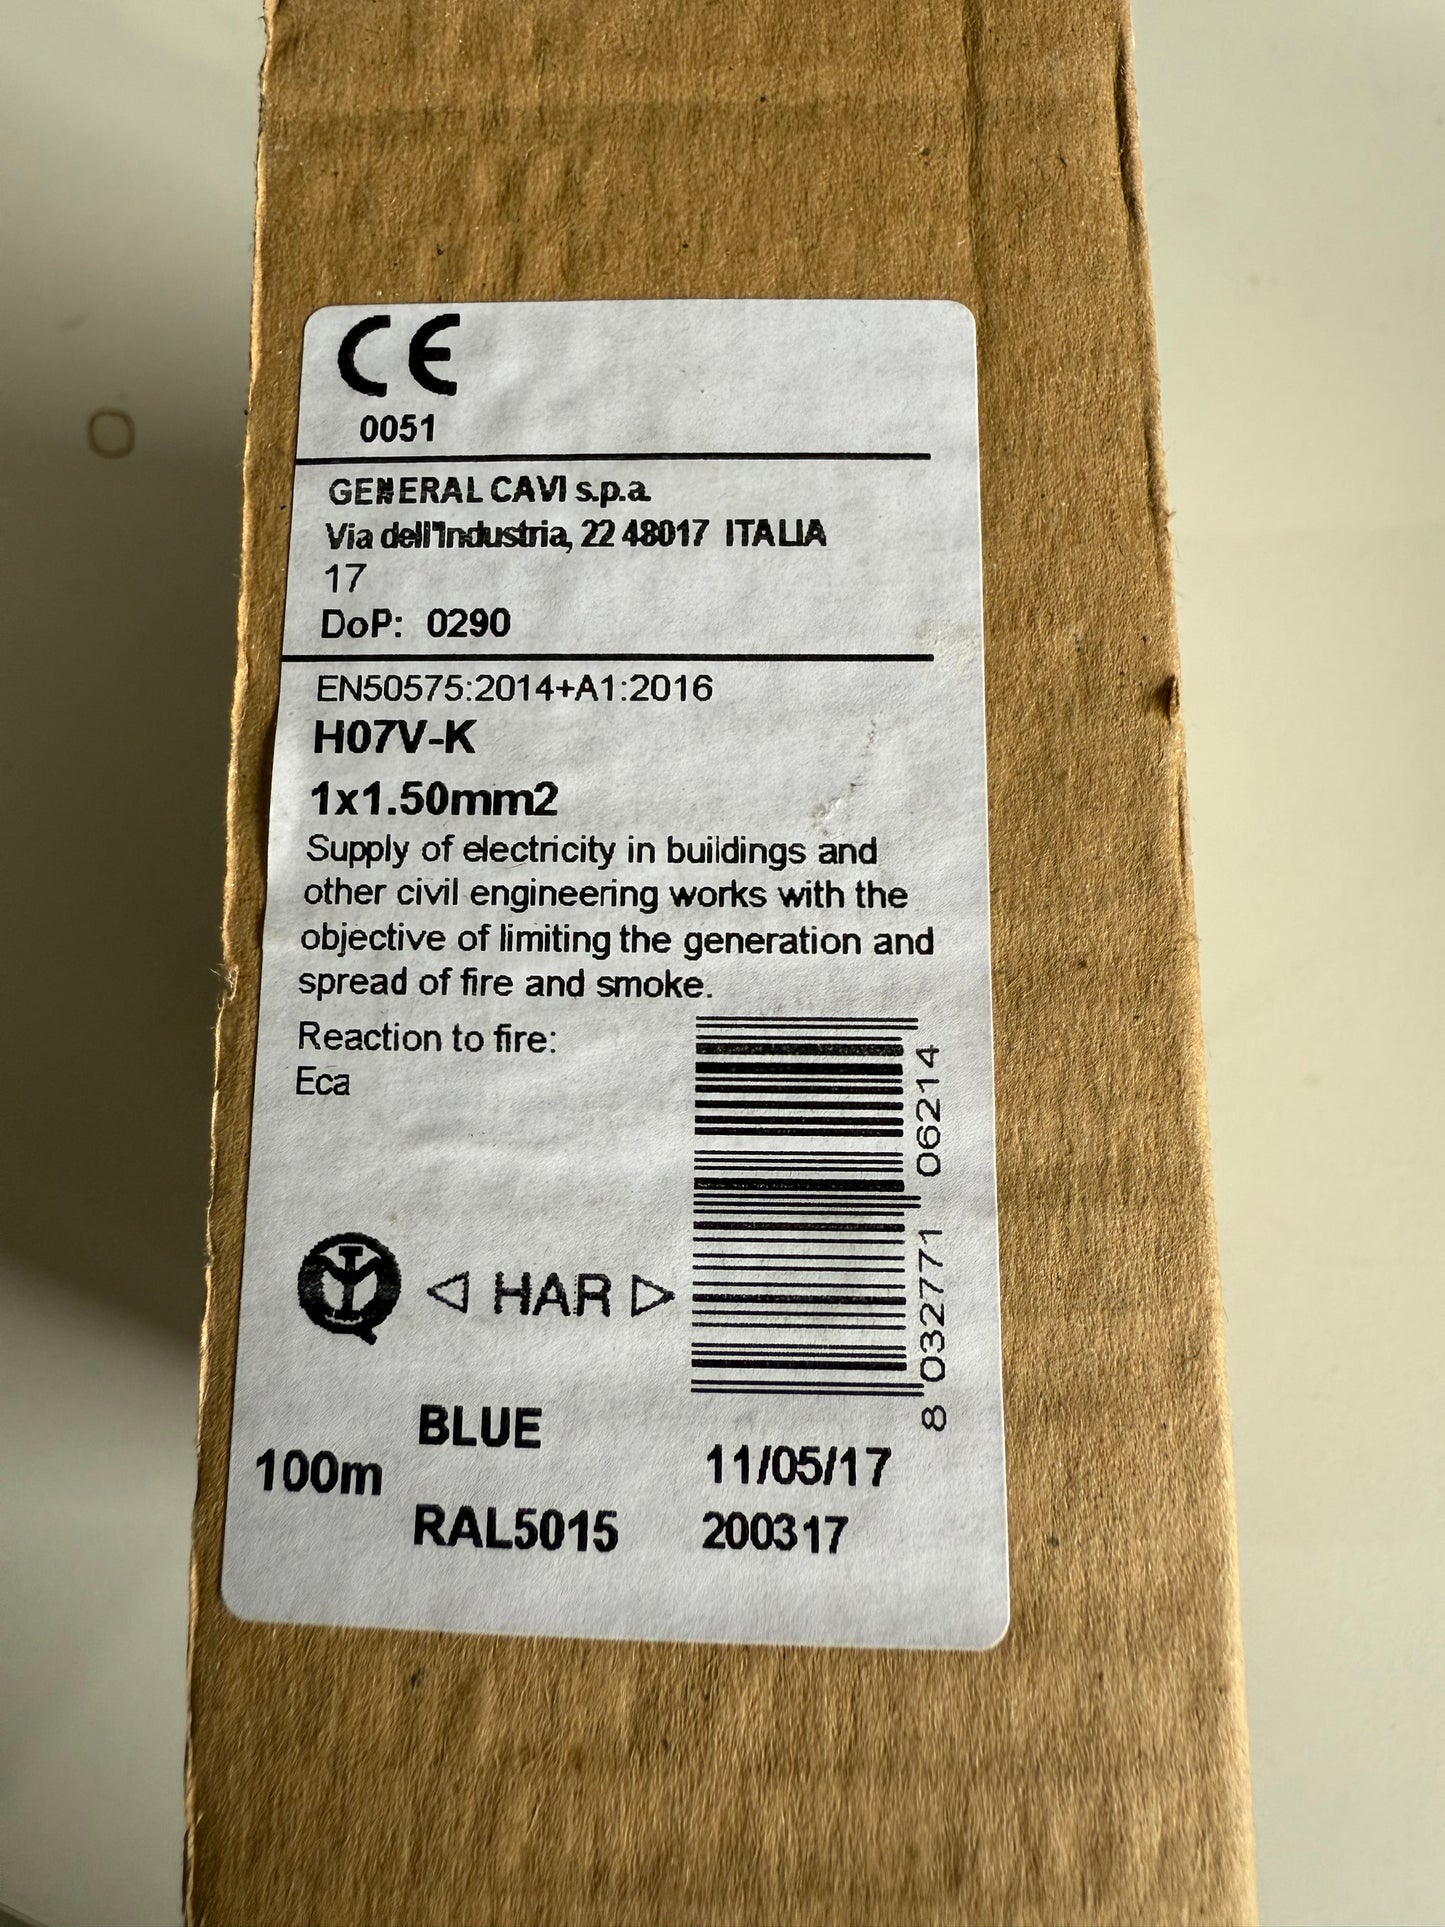 CE
0051
GENERAL CAVI s.p.a.
Via dell'Industria, 22 48017 ITALIA
17
DoP: 0290
EN50575:2014+A1:2016
H07V-K
1x1.50mm2
Supply of electricity in buildings and
other civil engineering works with the
objective of limiting the generation and
spread of fire and smoke.
Reaction to fire:
Eca
8 032771 06214
HAR
BLUE
100m
11/05/17
RAL5015
200317